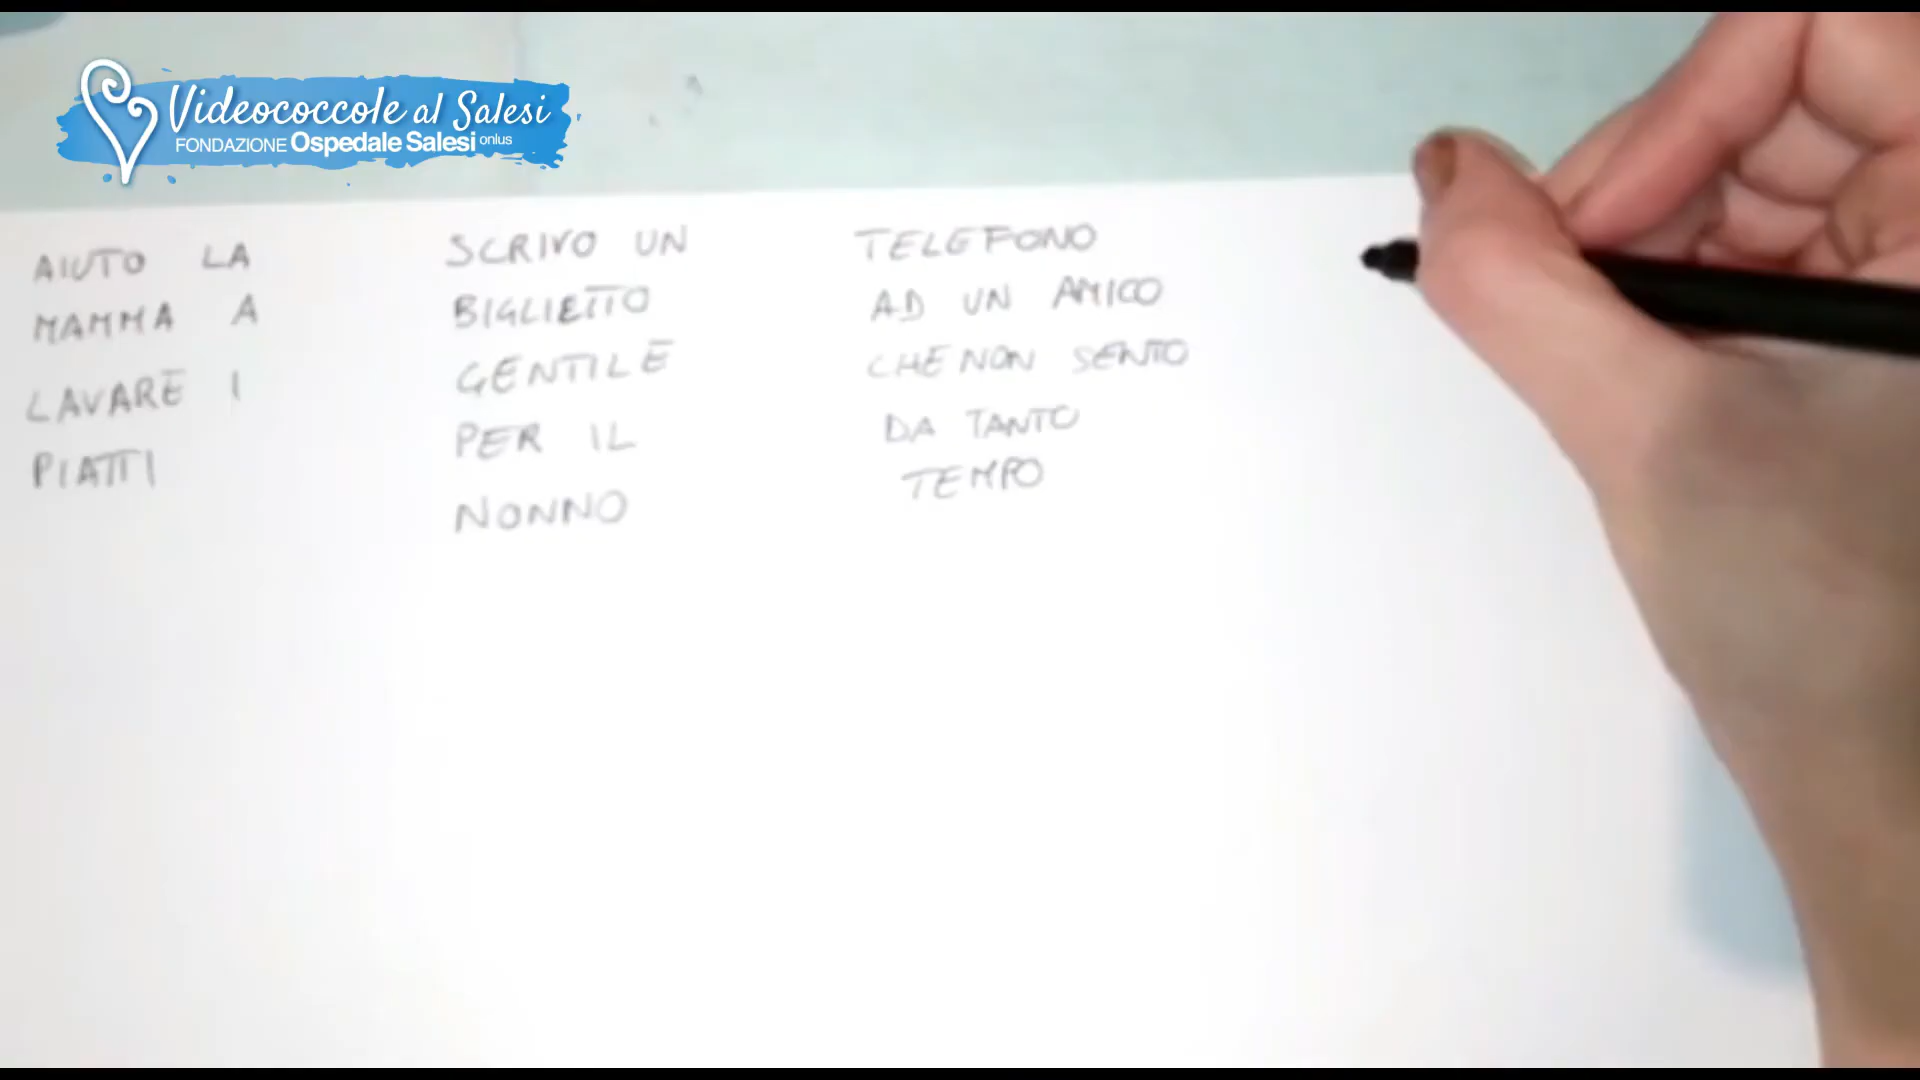 Videococcole al Salesi
FONDAZIONE Ospedale Salesi onlus
AIUTO LA
MAMMA A
LAVARE I
PIATTI
SCRIVO UN
BIGLIETTO
GENTILE
PER IL
NONNO
TELEFONO
AD UN AMICO
CHE NON SENTO
DA TANTO
TEMPO